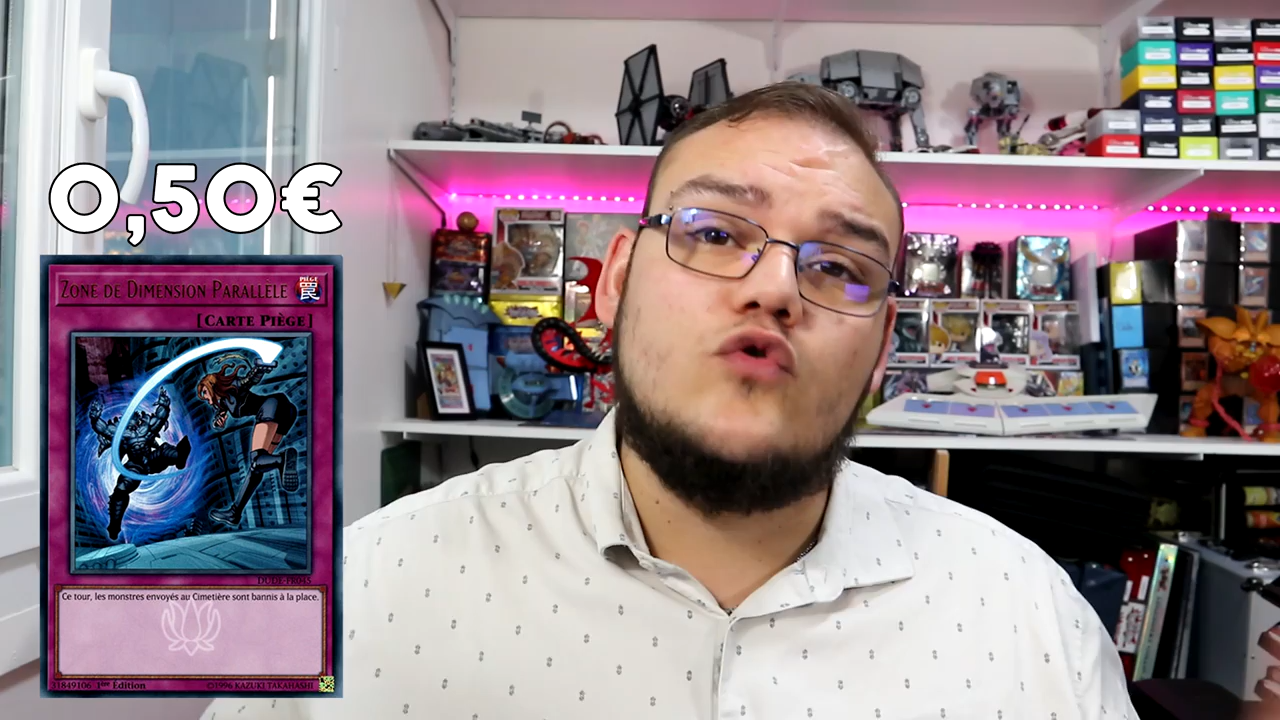 0,50€
ZONE DE DIMENSION PARALLÈLE
PIÈGE
罠
[CARTE PIÈGE]
DUDE-FR045
Ce tour, les monstres envoyés au Cimetière sont bannis à la place.
31849106 1ère Édition ©1996 KAZUKI TAKAHASHI